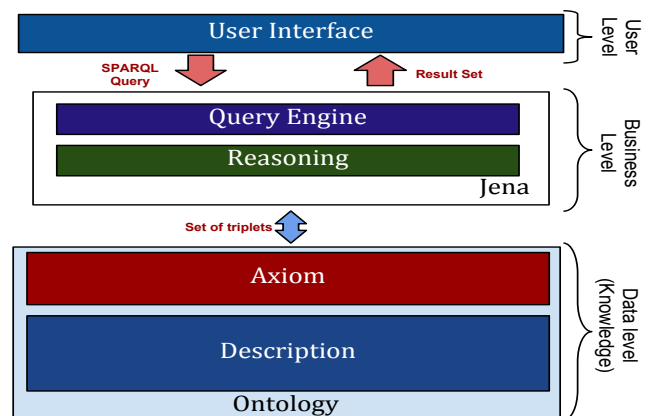 User Interface
User
Level
SPARQL
Query
Result Set
Query Engine
Reasoning
Jena
Business
Level
Set of triplets
Axiom
Description
Ontology
Data level
(Knowledge)